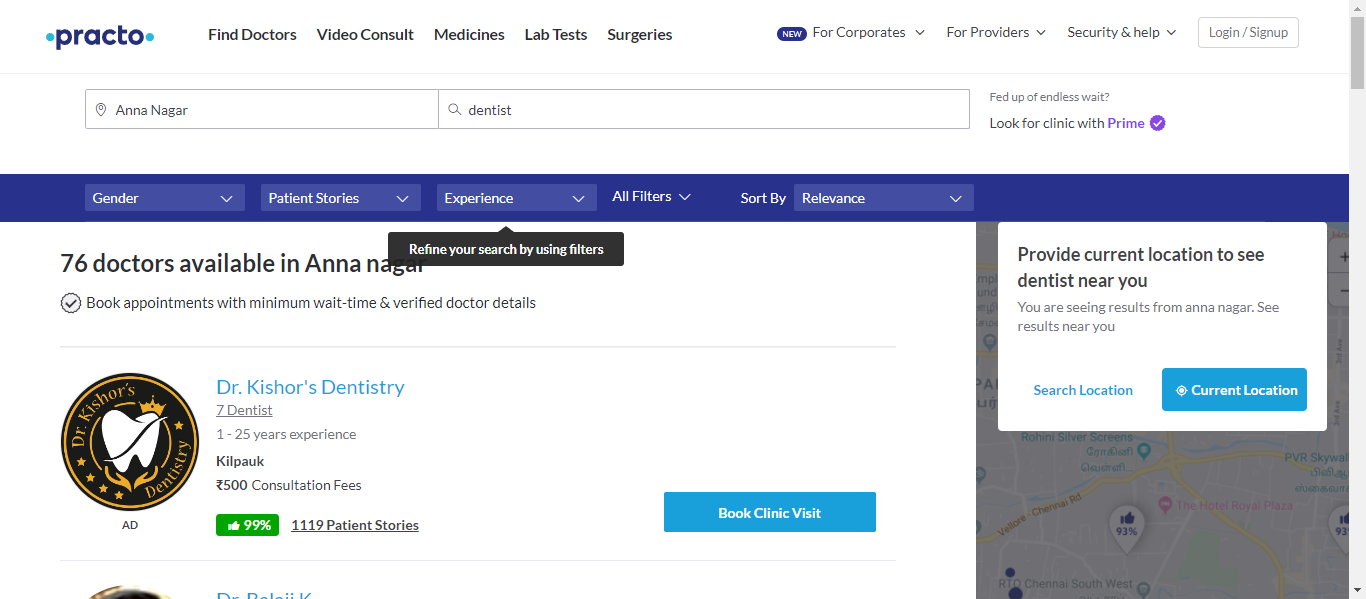 practo
Find Doctors
Video Consult
Medicines
Lab Tests
Surgeries
NEW For Corporates
For Providers
Security & help
Login / Signup
Anna Nagar
dentist
Fed up of endless wait?
Look for clinic with Prime
Gender
Patient Stories
Experience
All Filters
Sort By
Relevance
Refine your search by using filters
76 doctors available in Anna nagar
Book appointments with minimum wait-time & verified doctor details
Dr. Kishor's
Dentistry
AD
Dr. Kishor's Dentistry
7 Dentist
1 - 25 years experience
Kilpauk
₹500 Consultation Fees
99%
1119 Patient Stories
Book Clinic Visit
Provide current location to see
dentist near you
You are seeing results from anna nagar. See
results near you
Search Location
Current Location
Rohini Silver Screens
ரோகினி
PVR
Vellore - Chennai Rd
The Hotel Royal Plaza
93%
3rd Ave
RTO Chennai South West